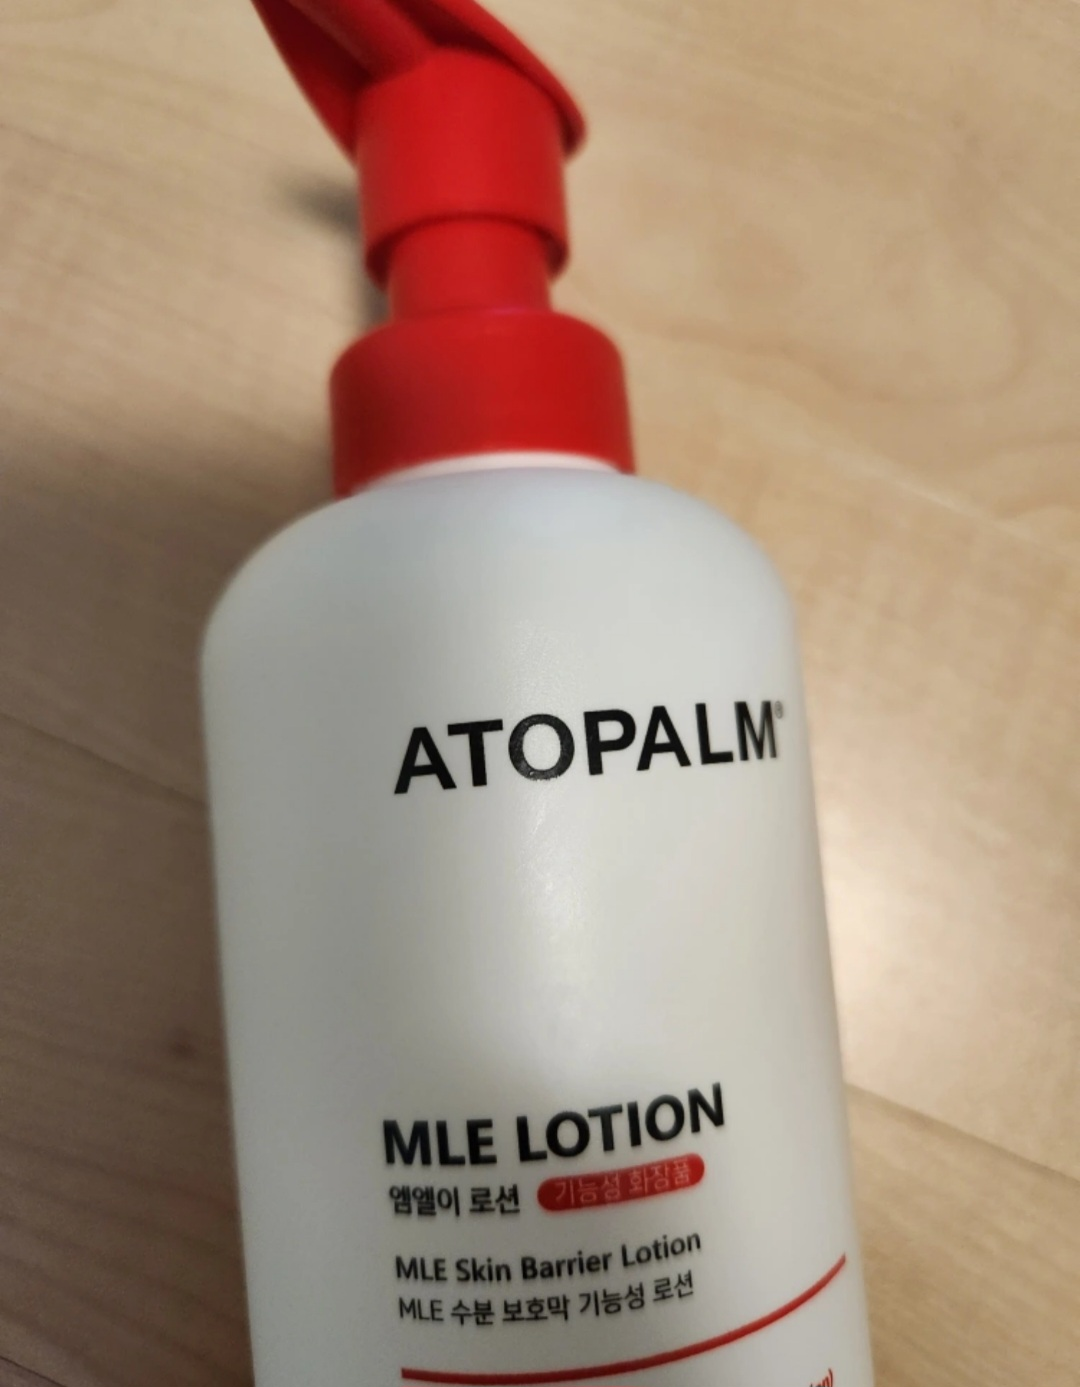 ATOPALM®
MLE LOTION
엠엘이 로션 기능성 화장품
MLE Skin Barrier Lotion
MLE 수분 보호막 기능성 로션